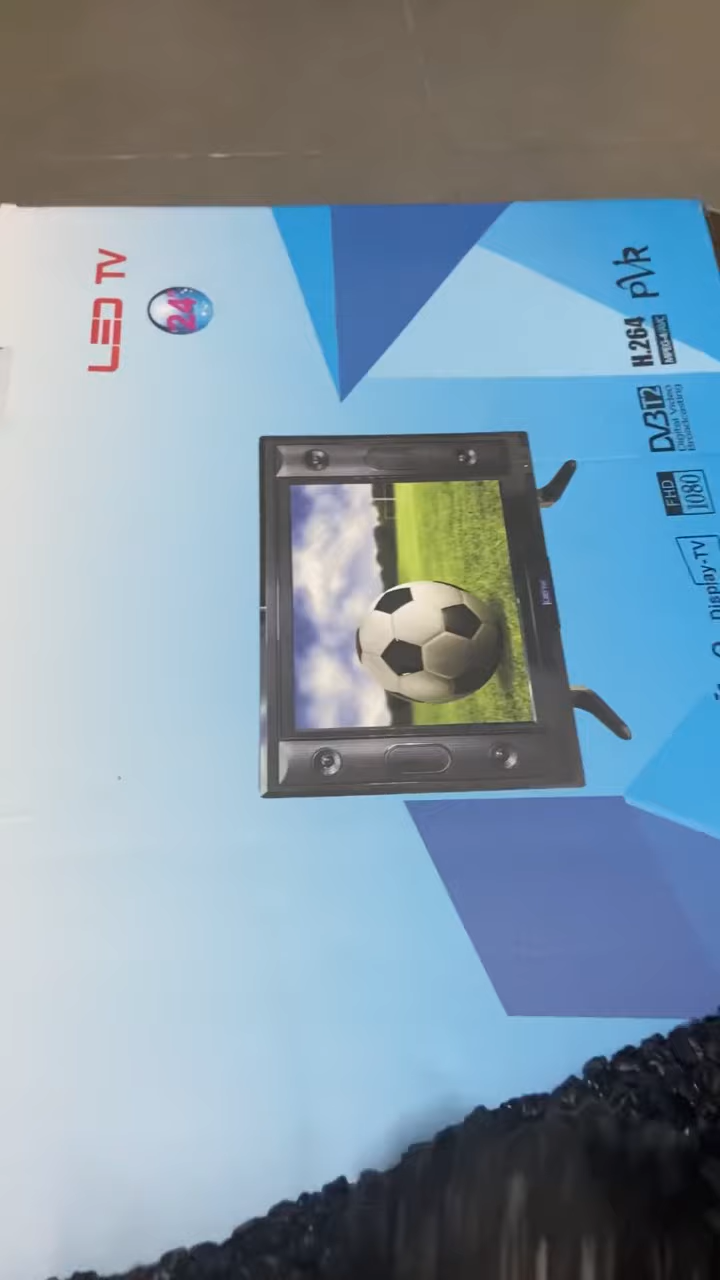 LED TV
24"
PVR
H.264
MPEG-4/AVC
DVB T2
Digital Video
Broadcasting
FHD
1080
Display-TV